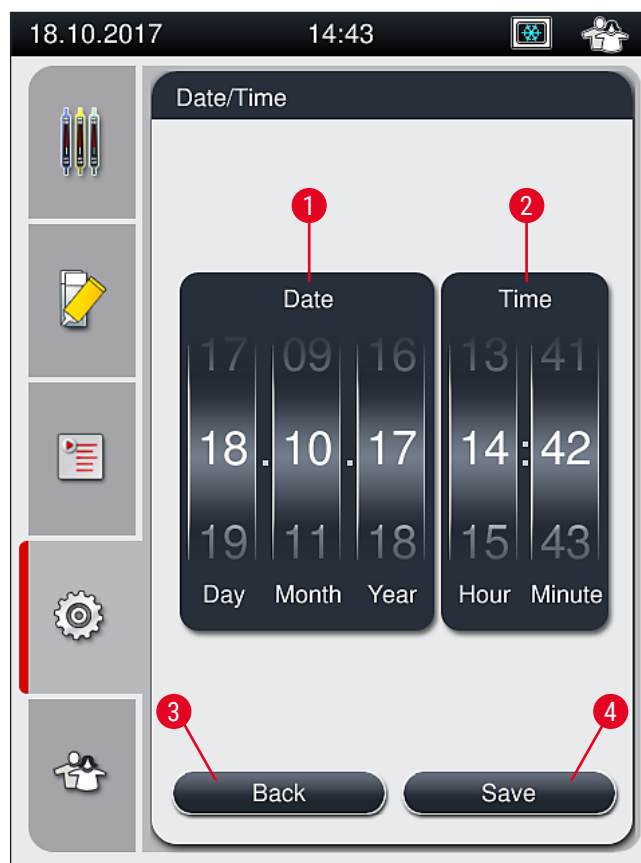 18.10.2017 14:43
Date/Time
1 2
Date Time
17 09 16 13 41
18 . 10 . 17 14 : 42
19 11 18 15 43
Day Month Year Hour Minute
3 4
Back Save